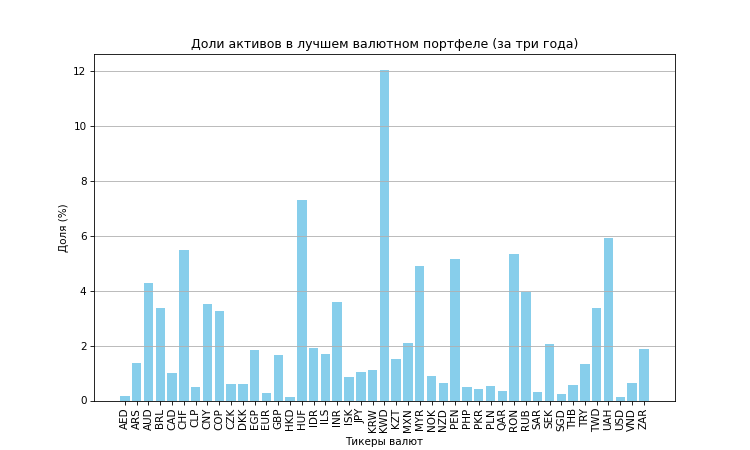 Доли активов в лучшем валютном портфеле (за три года)
Доля (%)
12
10
8
6
4
2
0
AED ARS AUD BRL CAD CHF CLP CNY COP CZK DKK EGP EUR GBP HKD HUF IDR ILS INR ISK JPY KRW KWD KZT MXN MYR NOK NZD PEN PHP PKR PLN QAR RON RUB SAR SEK SGD THB TRY TWD UAH USD VND ZAR
Тикеры валют